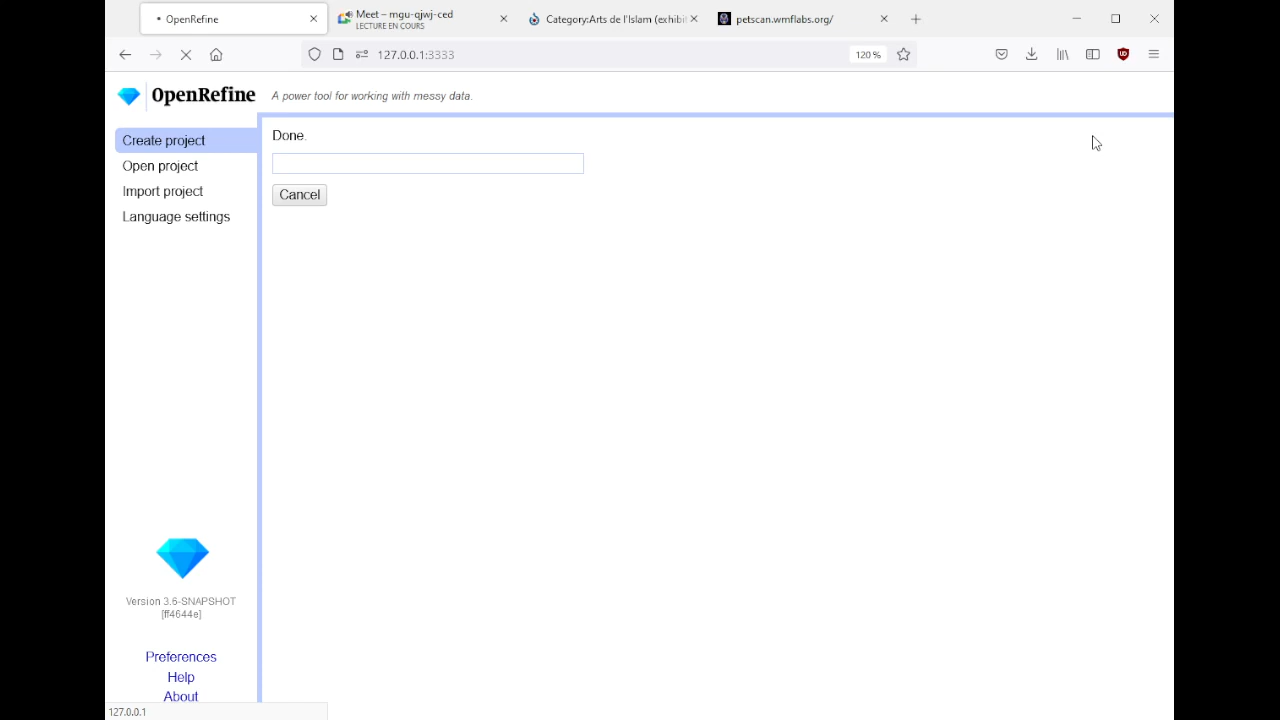 OpenRefine
Meet – mgu-qjwj-ced
LECTURE EN COURS
Category:Arts de l'Islam (exhibi
petscan.wmflabs.org/
127.0.0.1:3333
120 %
OpenRefine
A power tool for working with messy data.
Create project
Open project
Import project
Language settings
Done.
Cancel
Version 3.6-SNAPSHOT
[ff4644e]
Preferences
Help
About
127.0.0.1